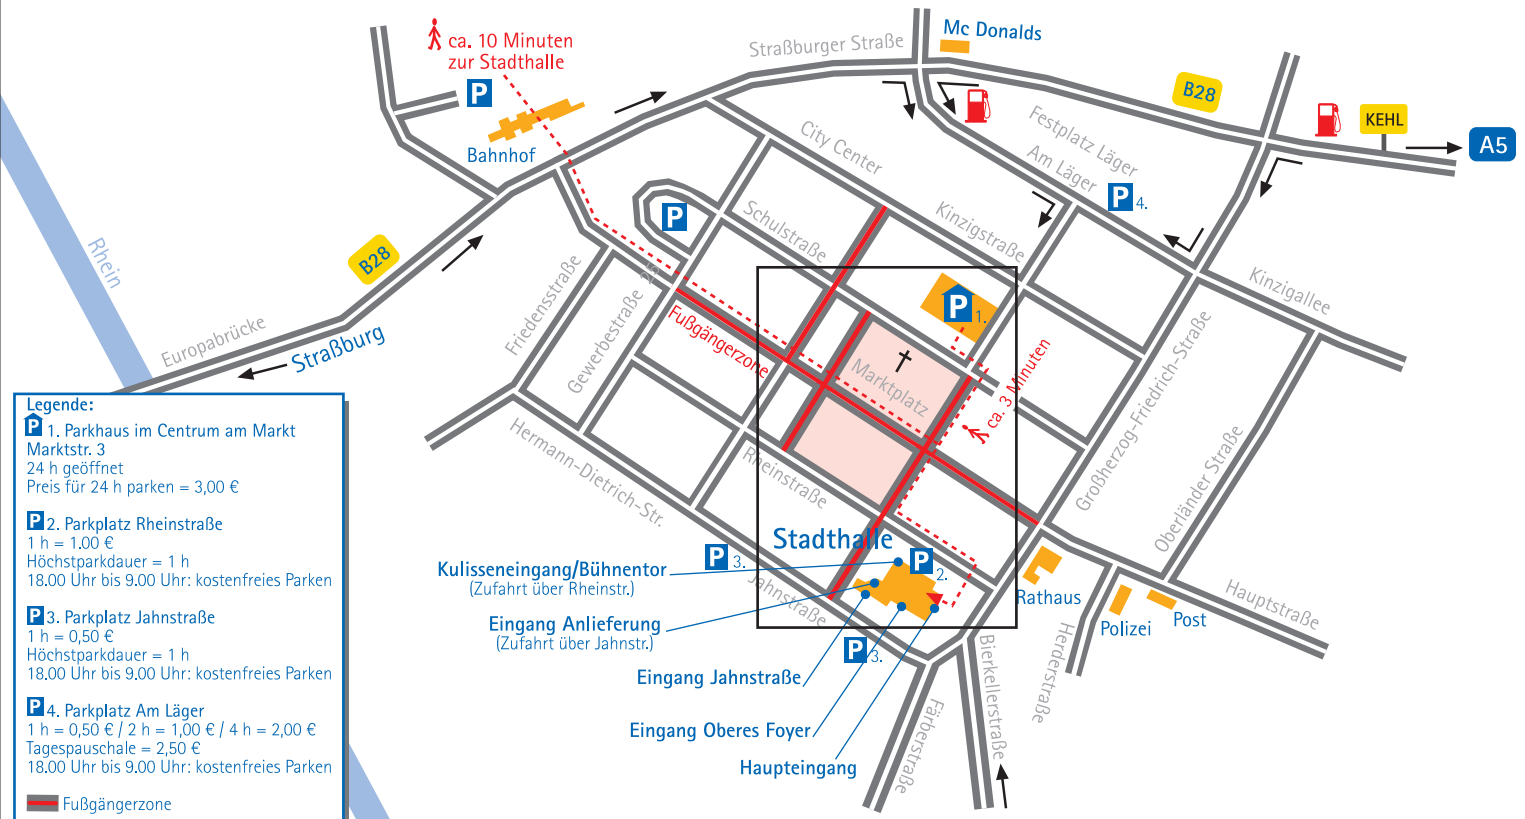 ca. 10 Minuten
zur Stadthalle
P
Bahnhof
Straßburger Straße
Mc Donalds
B28
KEHL
A5
City Center
Festplatz Läger
Am Läger
P 4.
Kinzigstraße
Kinzigallee
Schulstraße
P
Rhein
B28
Europabrücke
Straßburg
Friedensstraße
Gewerbestraße
Fußgängerzone
P 1.
Marktplatz
ca. 3 Minuten
Großherzog-Friedrich-Straße
Oberländer Straße
Hermann-Dietrich-Str.
Rheinstraße
Stadthalle
P 2.
P 3.
Jahnstraße
P 3.
Kulisseneingang/Bühnentor
(Zufahrt über Rheinstr.)
Eingang Anlieferung
(Zufahrt über Jahnstr.)
Eingang Jahnstraße
Eingang Oberes Foyer
Haupteingang
Rathaus
Polizei
Post
Hauptstraße
Herderstraße
Bierkellerstraße
Färberstraße
Legende:
P 1. Parkhaus im Centrum am Markt
Marktstr. 3
24 h geöffnet
Preis für 24 h parken = 3,00 €
P 2. Parkplatz Rheinstraße
1 h = 1.00 €
Höchstparkdauer = 1 h
18.00 Uhr bis 9.00 Uhr: kostenfreies Parken
P 3. Parkplatz Jahnstraße
1 h = 0,50 €
Höchstparkdauer = 1 h
18.00 Uhr bis 9.00 Uhr: kostenfreies Parken
P 4. Parkplatz Am Läger
1 h = 0,50 € / 2 h = 1,00 € / 4 h = 2,00 €
Tagespauschale = 2,50 €
18.00 Uhr bis 9.00 Uhr: kostenfreies Parken
Fußgängerzone